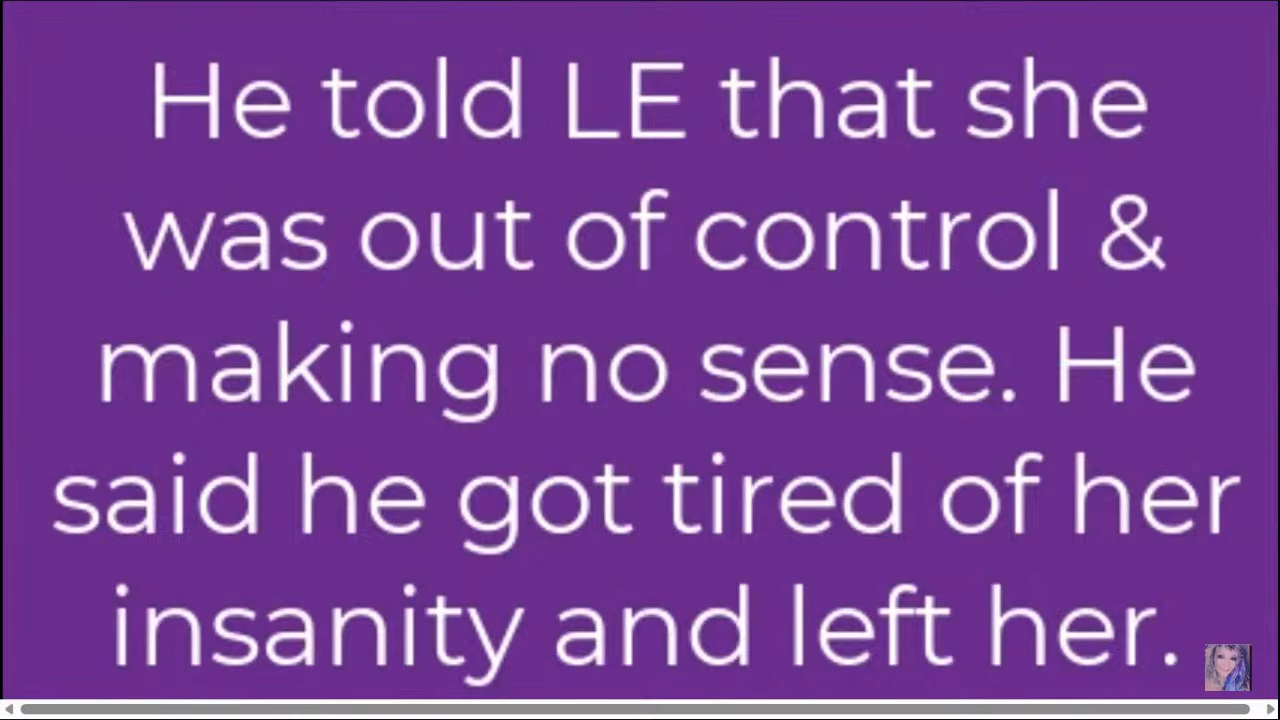 He told LE that she
was out of control &
making no sense. He
said he got tired of her
insanity and left her.